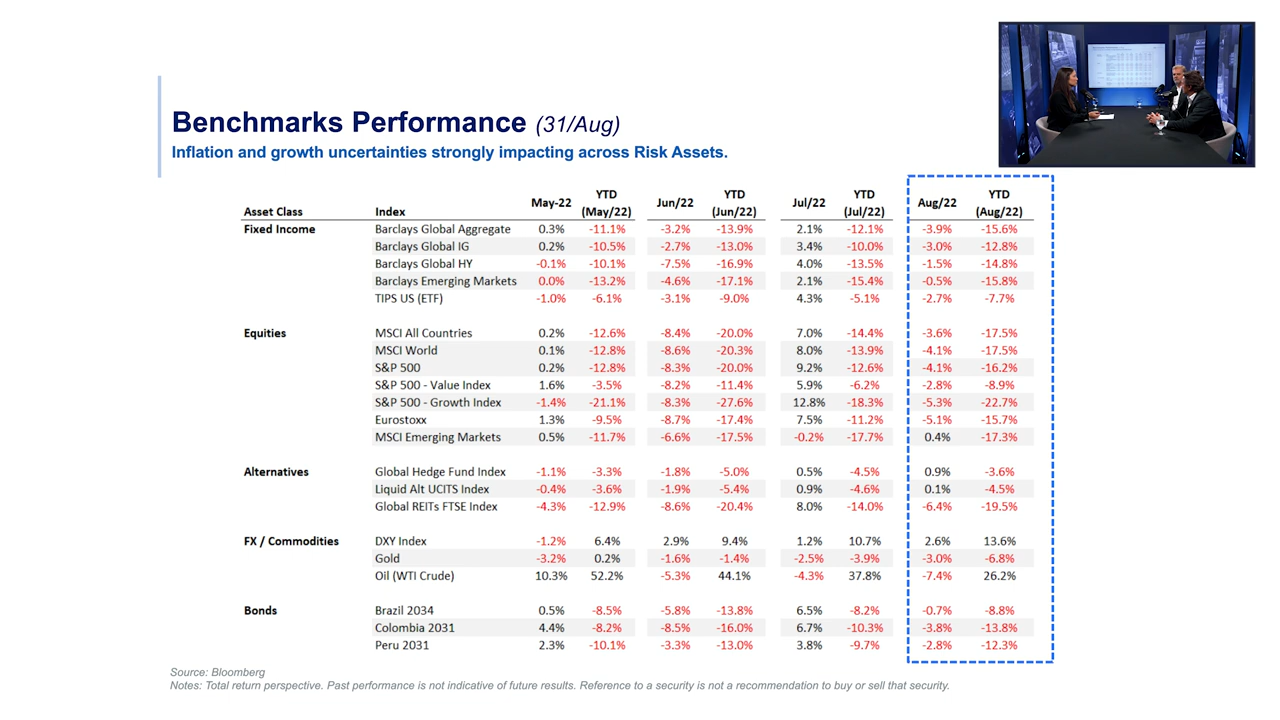 Benchmarks Performance (31/Aug)
Inflation and growth uncertainties strongly impacting across Risk Assets.
Asset Class Index May-22 YTD (May/22) Jun/22 YTD (Jun/22) Jul/22 YTD (Jul/22) Aug/22 YTD (Aug/22)
Fixed Income Barclays Global Aggregate 0.3% -11.1% -3.2% -13.9% 2.1% -12.1% -3.9% -15.6%
Barclays Global IG 0.2% -10.5% -2.7% -13.0% 3.4% -10.0% -3.0% -12.8%
Barclays Global HY -0.1% -10.1% -7.5% -16.9% 4.0% -13.5% -1.5% -14.8%
Barclays Emerging Markets 0.0% -13.2% -4.6% -17.1% 2.1% -15.4% -0.5% -15.8%
TIPS US (ETF) -1.0% -6.1% -3.1% -9.0% 4.3% -5.1% -2.7% -7.7%
Equities MSCI All Countries 0.2% -12.6% -8.4% -20.0% 7.0% -14.4% -3.6% -17.5%
MSCI World 0.1% -12.8% -8.6% -20.3% 8.0% -13.9% -4.1% -17.5%
S&P 500 0.2% -12.8% -8.3% -20.0% 9.2% -12.6% -4.1% -16.2%
S&P 500 - Value Index 1.6% -3.5% -8.2% -11.4% 5.9% -6.2% -2.8% -8.9%
S&P 500 - Growth Index -1.4% -21.1% -8.3% -27.6% 12.8% -18.3% -5.3% -22.7%
Eurostoxx 1.3% -9.5% -8.7% -17.4% 7.5% -11.2% -5.1% -15.7%
MSCI Emerging Markets 0.5% -11.7% -6.6% -17.5% -0.2% -17.7% 0.4% -17.3%
Alternatives Global Hedge Fund Index -1.1% -3.3% -1.8% -5.0% 0.5% -4.5% 0.9% -3.6%
Liquid Alt UCITS Index -0.4% -3.6% -1.9% -5.4% 0.9% -4.6% 0.1% -4.5%
Global REITs FTSE Index -4.3% -12.9% -8.6% -20.4% 8.0% -14.0% -6.4% -19.5%
FX / Commodities DXY Index -1.2% 6.4% 2.9% 9.4% 1.2% 10.7% 2.6% 13.6%
Gold -3.2% 0.2% -1.6% -1.4% -2.5% -3.9% -3.0% -6.8%
Oil (WTI Crude) 10.3% 52.2% -5.3% 44.1% -4.3% 37.8% -7.4% 26.2%
Bonds Brazil 2034 0.5% -8.5% -5.8% -13.8% 6.5% -8.2% -0.7% -8.8%
Colombia 2031 4.4% -8.2% -8.5% -16.0% 6.7% -10.3% -3.8% -13.8%
Peru 2031 2.3% -10.1% -3.3% -13.0% 3.8% -9.7% -2.8% -12.3%
Source: Bloomberg
Notes: Total return perspective. Past performance is not indicative of future results. Reference to a security is not a recommendation to buy or sell that security.